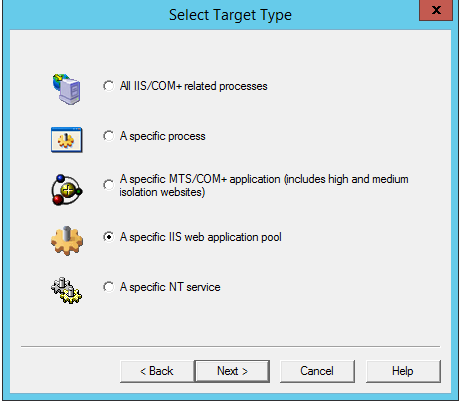 Select Target Type
x
All IIS/COM+ related processes
A specific process
A specific MTS/COM+ application (includes high and medium
isolation websites)
A specific IIS web application pool
A specific NT service
< Back Next > Cancel Help